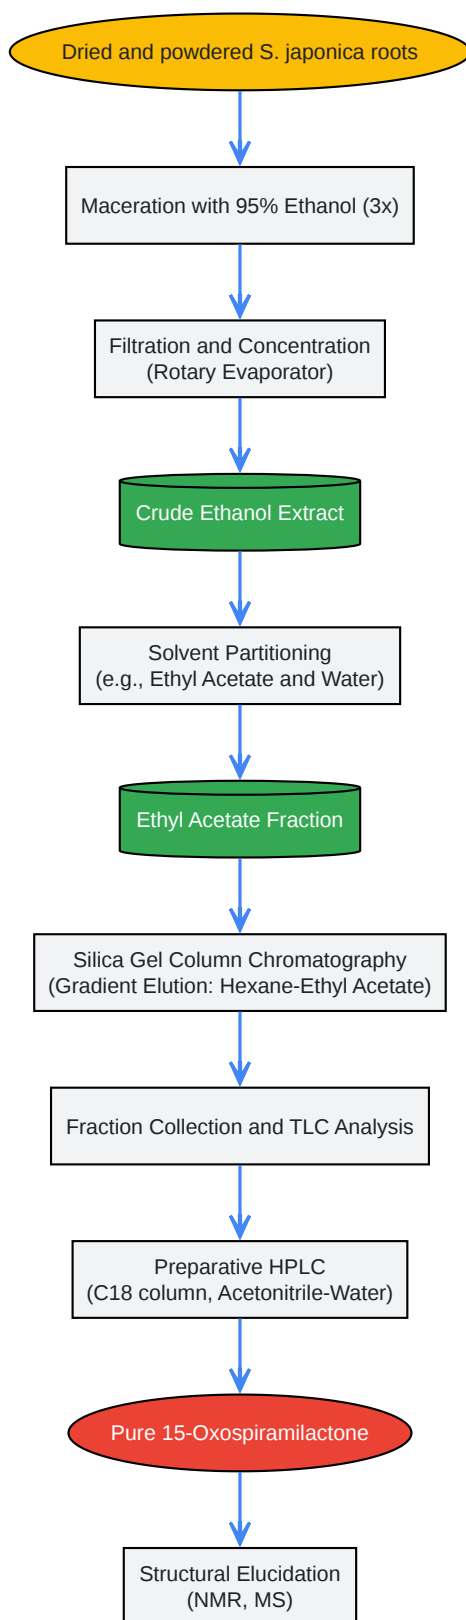 Dried and powdered S. japonica roots
Maceration with 95% Ethanol (3x)
Filtration and Concentration
(Rotary Evaporator)
Crude Ethanol Extract
Solvent Partitioning
(e.g., Ethyl Acetate and Water)
Ethyl Acetate Fraction
Silica Gel Column Chromatography
(Gradient Elution: Hexane-Ethyl Acetate)
Fraction Collection and TLC Analysis
Preparative HPLC
(C18 column, Acetonitrile-Water)
Pure 15-Oxospiramilactone
Structural Elucidation
(NMR, MS)